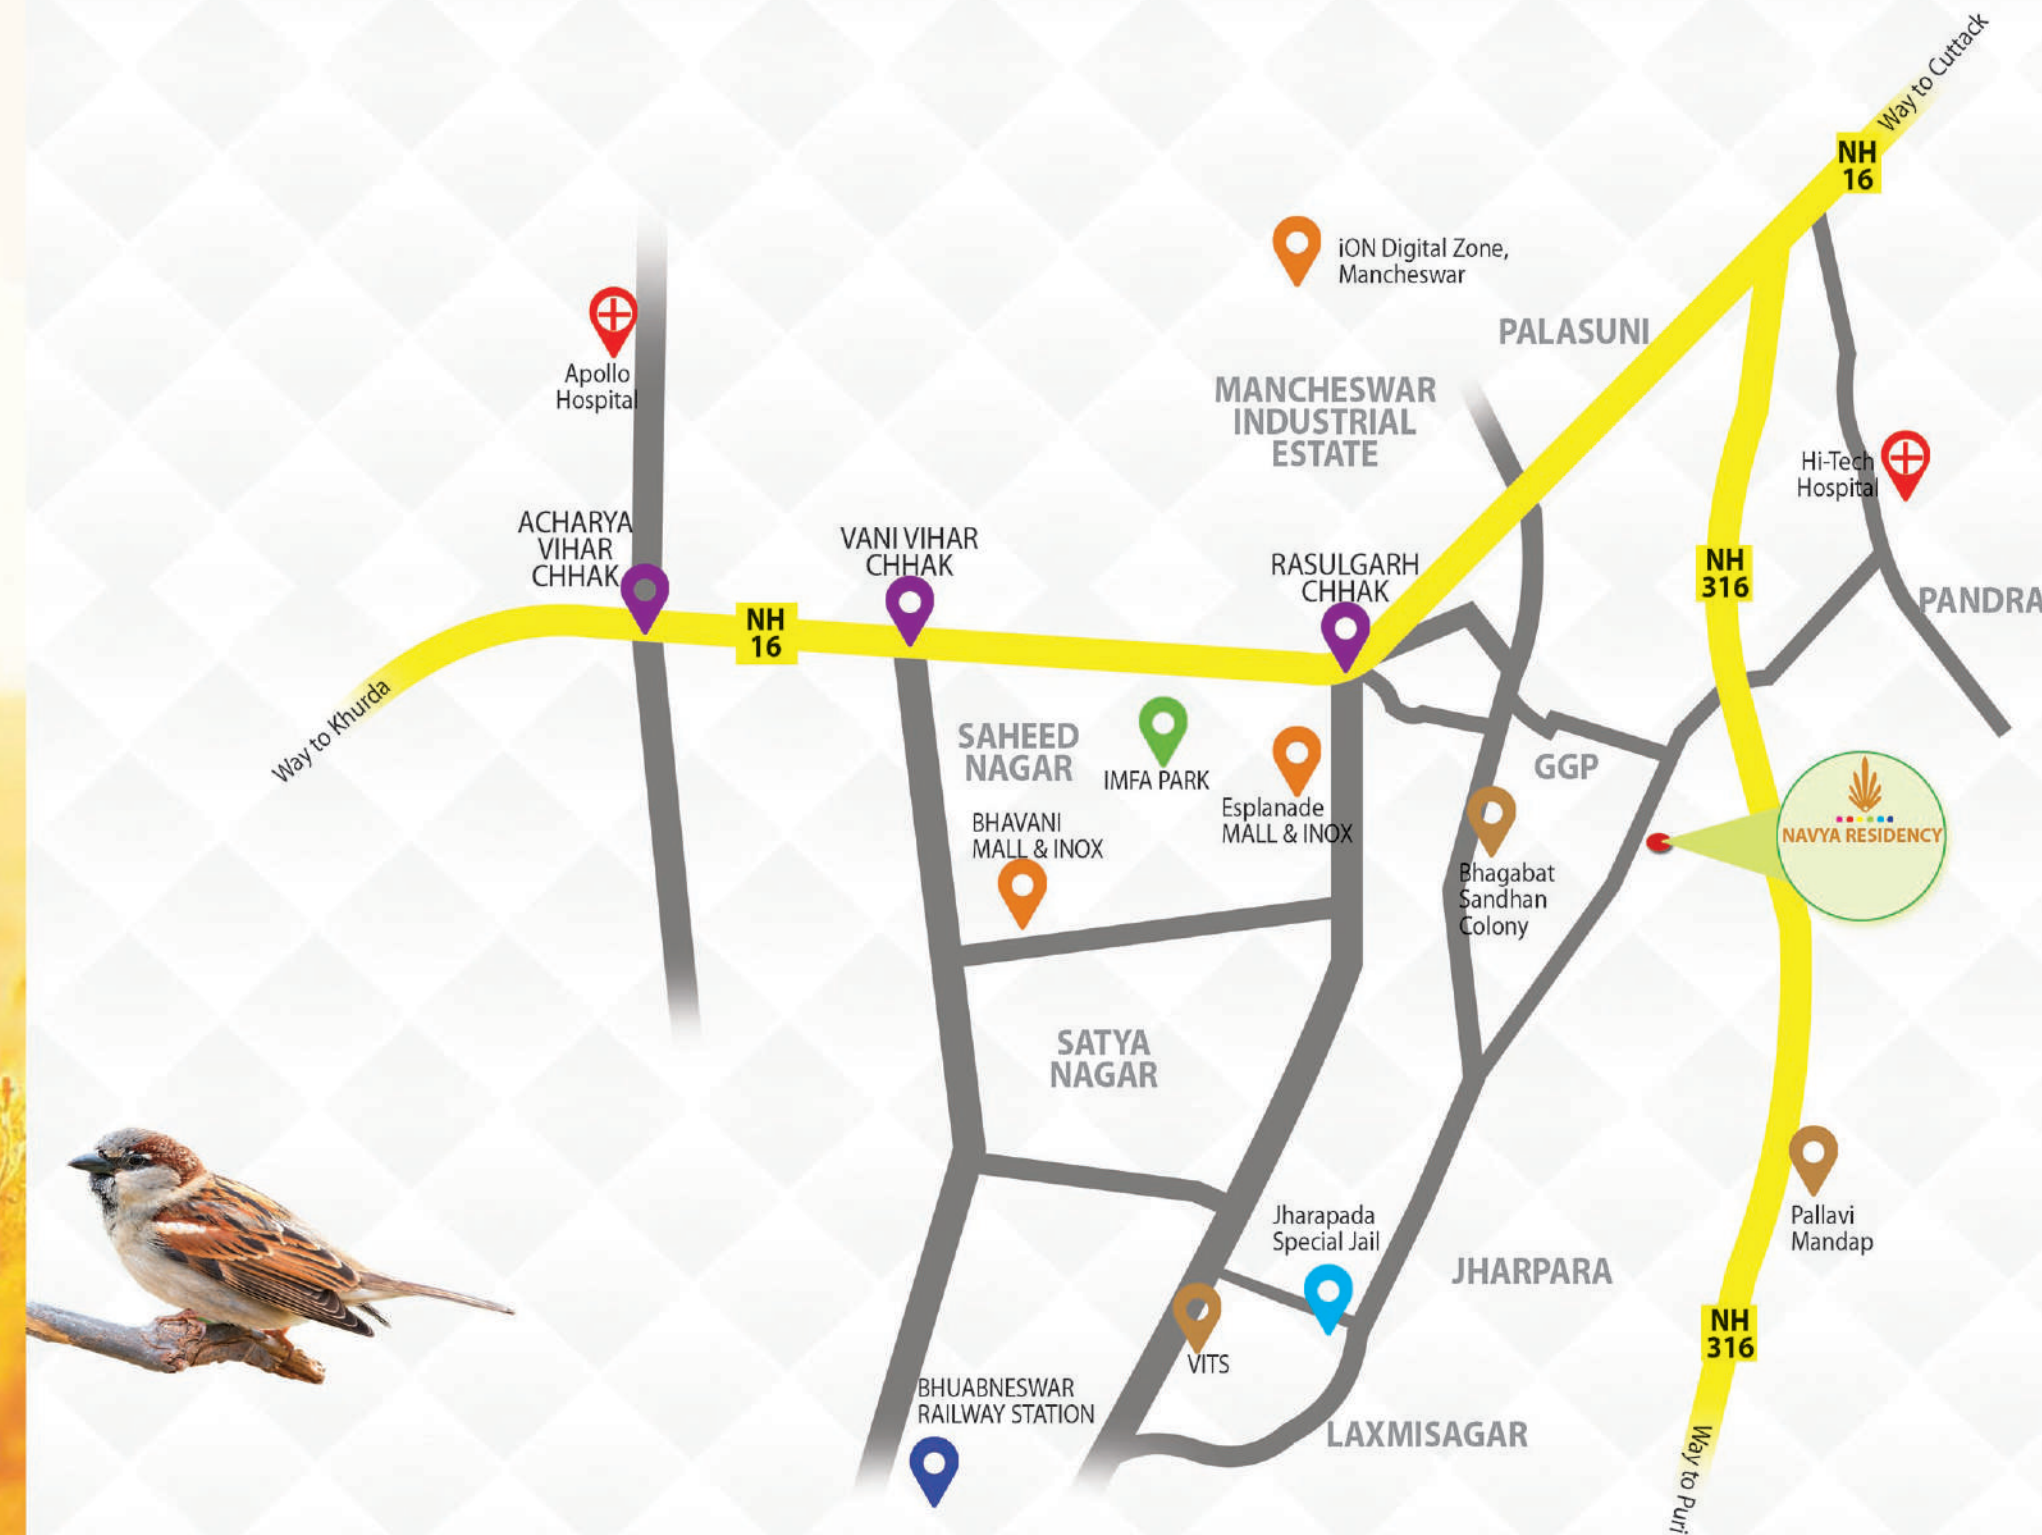 Way to Cuttack
NH
16
iON Digital Zone,
Mancheswar
PALASUNI
Apollo
Hospital
MANCHESWAR
INDUSTRIAL
ESTATE
Hi-Tech
Hospital
ACHARYA
VIHAR
CHHAK
VANI VIHAR
CHHAK
RASULGARH
CHHAK
NH
316
PANDRA
NH
16
Way to Khurda
SAHEED
NAGAR
IMFA PARK
GGP
Esplanade
MALL & INOX
BHAVANI
MALL & INOX
NAVYA RESIDENCY
Bhagabat
Sandhan
Colony
SATYA
NAGAR
Jharapada
Special Jail
Pallavi
Mandap
JHARPARA
NH
316
VITS
BHUABNESWAR
RAILWAY STATION
LAXMISAGAR
Way to Puri